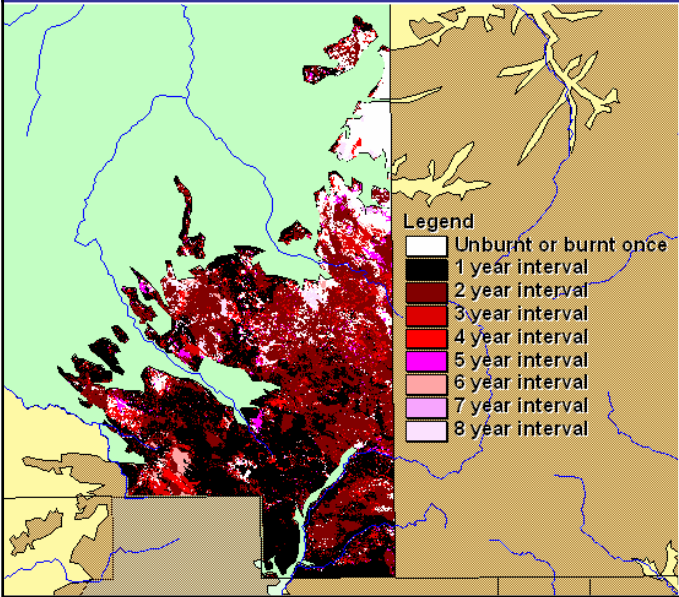 Legend
Unburnt or burnt once
1 year interval
2 year interval
3 year interval
4 year interval
5 year interval
6 year interval
7 year interval
8 year interval